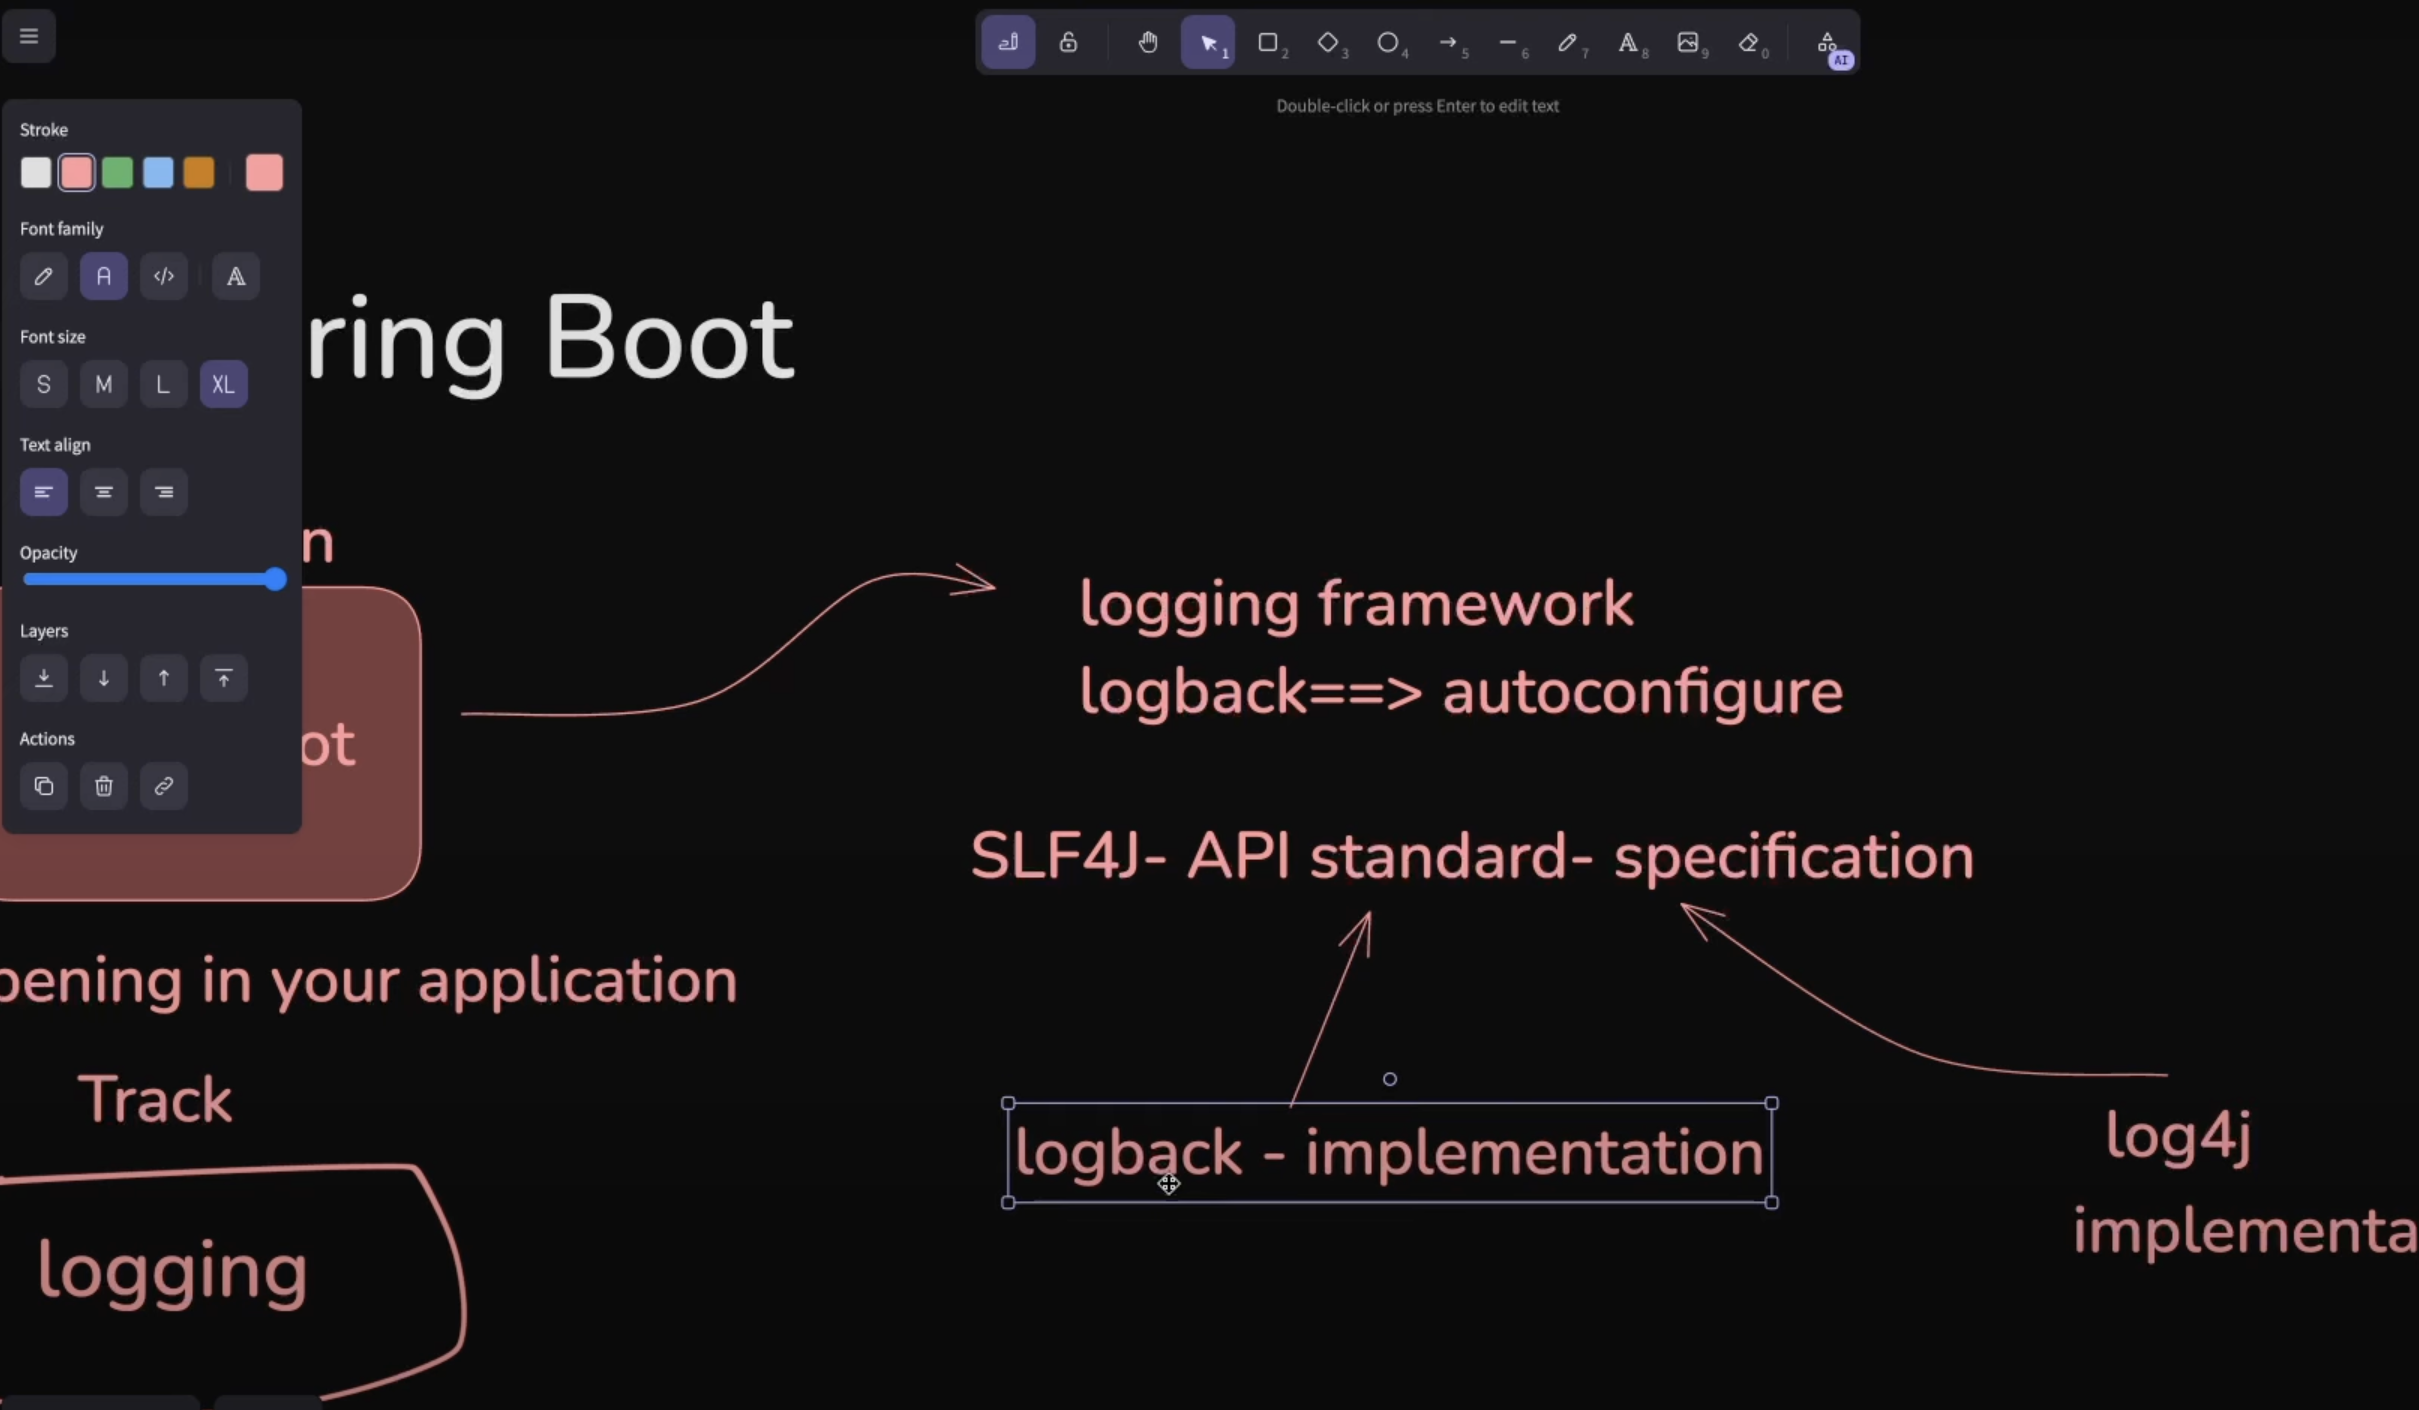 1
2
3
4
5
6
7
8
9
0
AI
Double-click or press Enter to edit text
Stroke
Font family
Font size
S M L XL
Text align
Opacity
Layers
Actions
ring Boot
n
ot
logging framework
logback==> autoconfigure
SLF4J- API standard- specification
pening in your application
Track
logging
logback - implementation
log4j
implementa